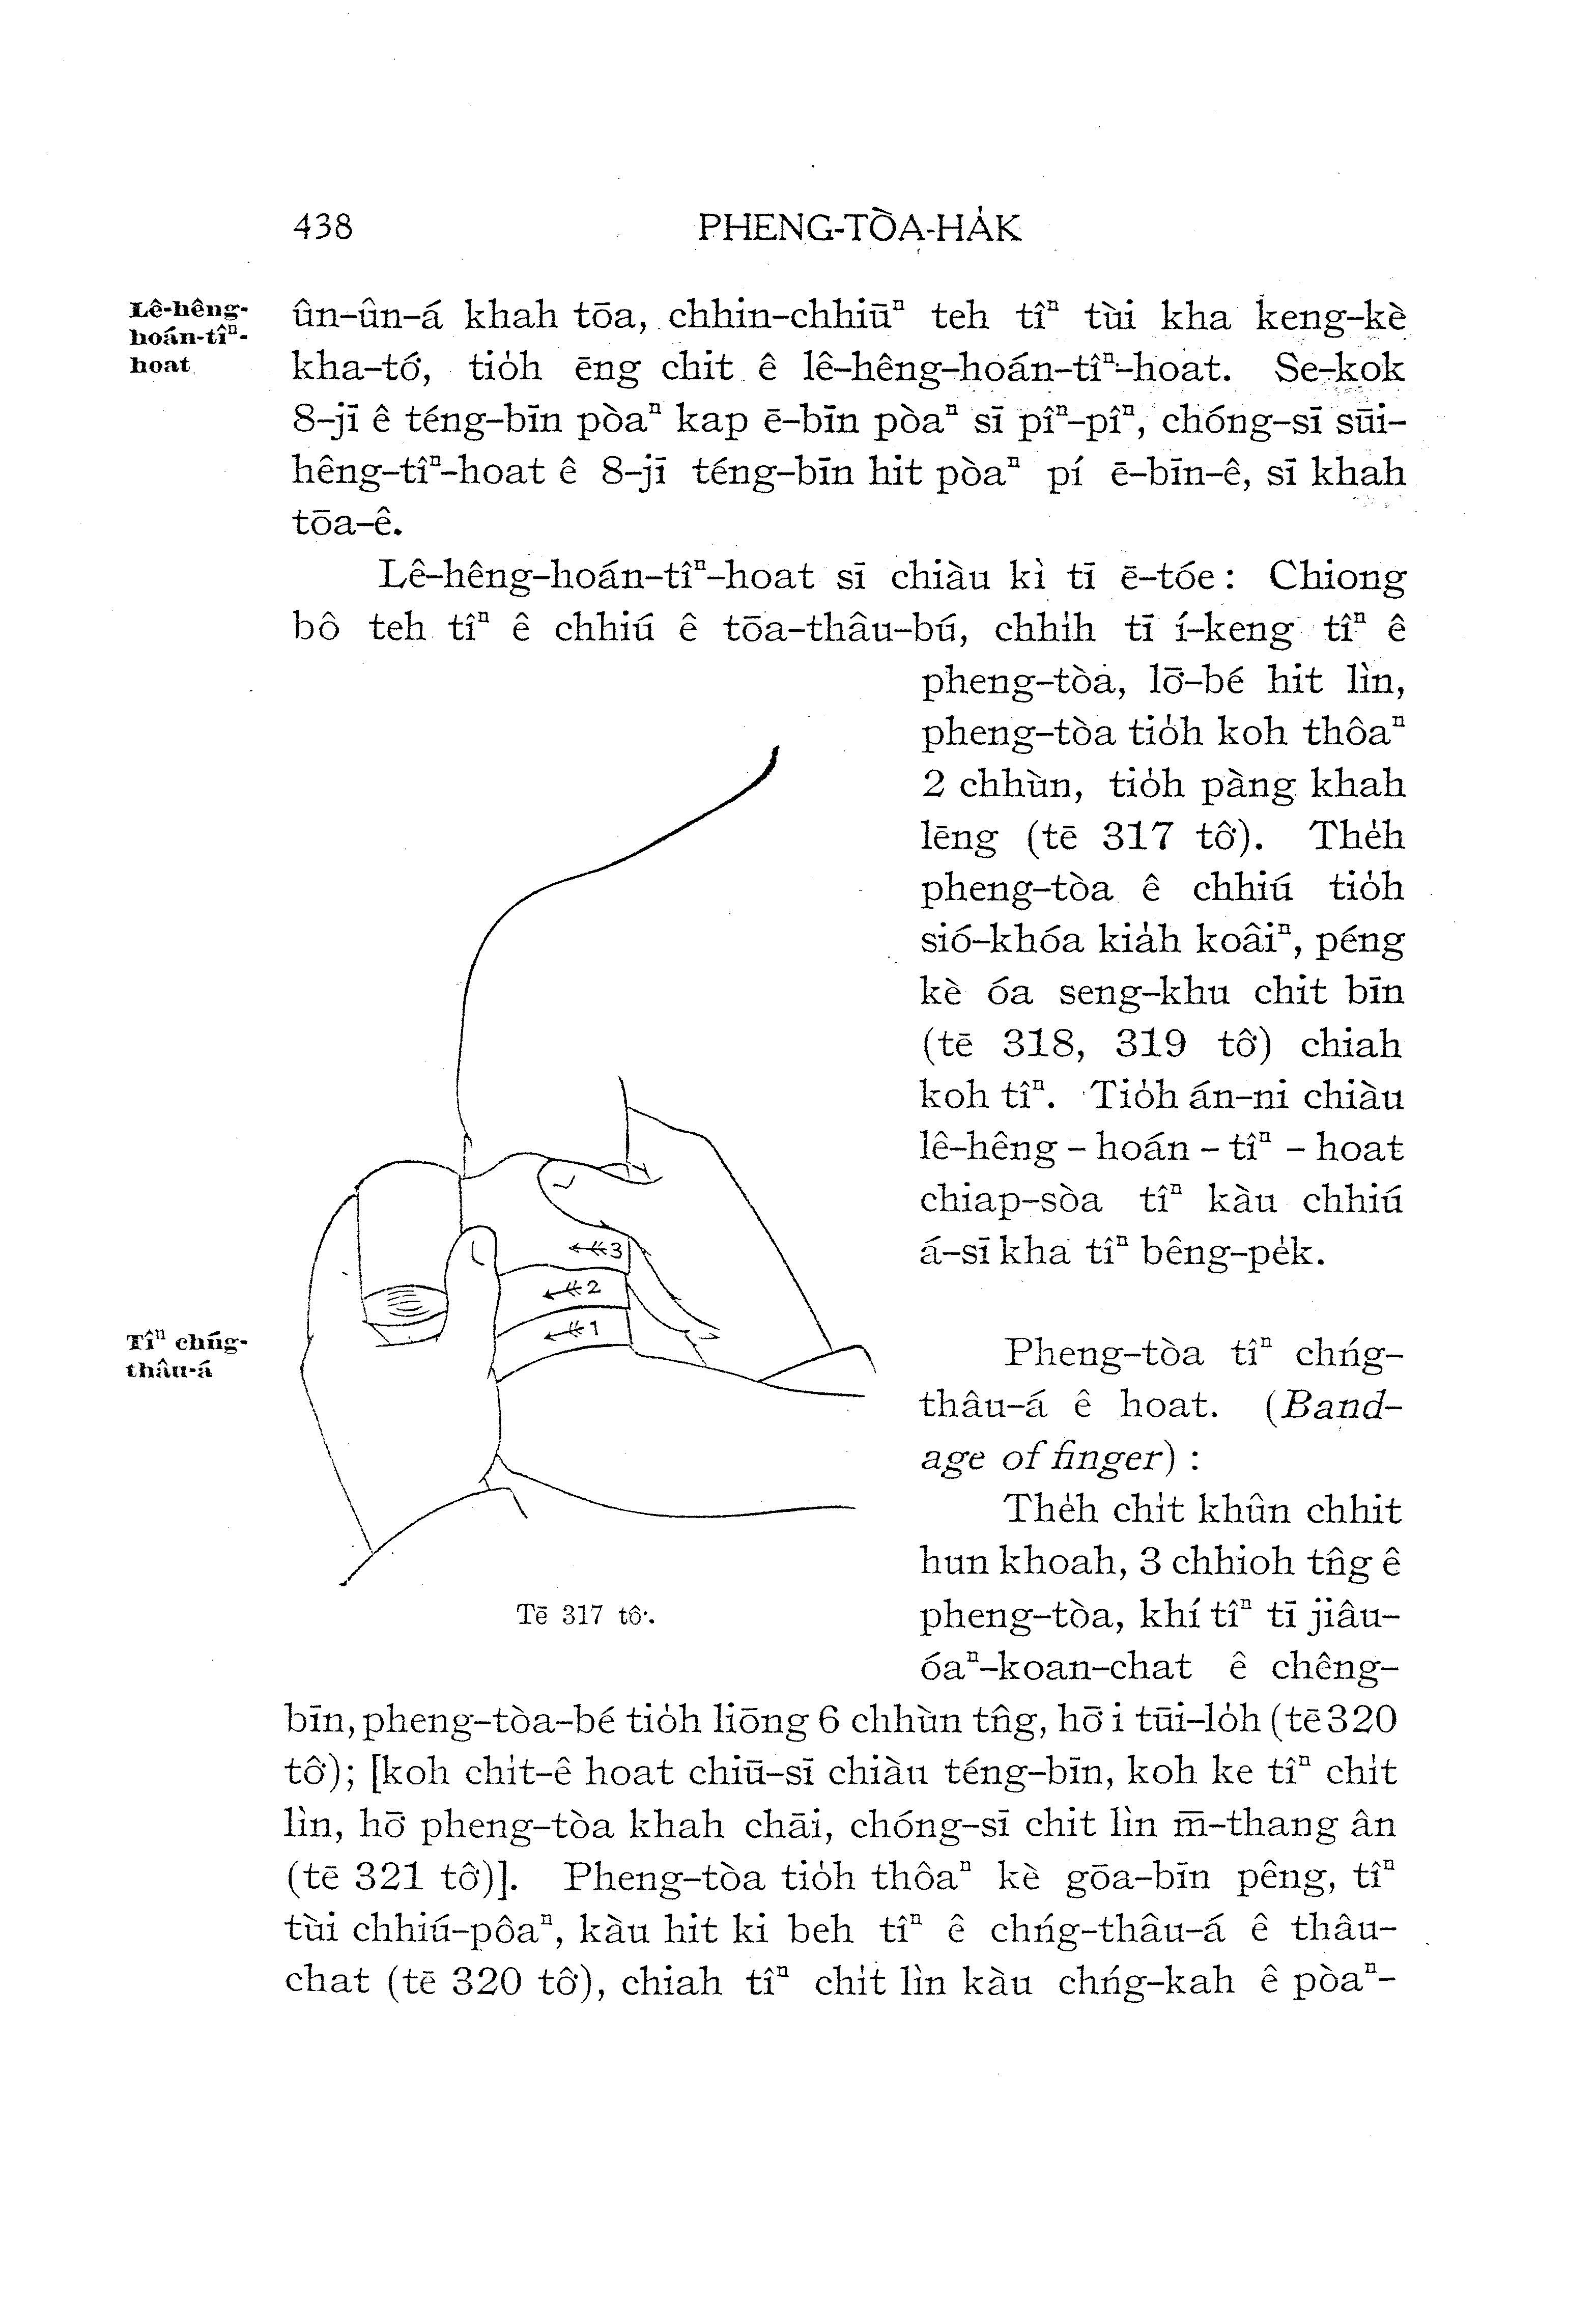 438 PHENG-TÒA-HA̍K
Lê-hêng-
hoán-tîⁿ-
hoat
ûn-ûn-á khah tōa, chhin-chhiūⁿ teh tîⁿ tùi kha keng-kè
kha-tó͘, tio̍h ēng chit ê lê-hêng-hoán-tîⁿ-hoat. Se-kok
8-jī ê téng-bīn pòaⁿ kap ē-bīn pòaⁿ sī pîⁿ-pîⁿ, chóng-sī sūi-
hêng-tîⁿ-hoat ê 8-jī téng-bīn hit pòaⁿ pí ē-bīn-ê, sī khah
tōa-ê.
Lê-hêng-hoán-tîⁿ-hoat sī chiàu kì tī ē-tóe: Chiong
bô teh tîⁿ ê chhiú ê tōa-thâu-bú, chhi̍h tī í-keng tîⁿ ê
pheng-tòa, lō͘-bé hit lìn,
pheng-tòa tio̍h koh thôaⁿ
2 chhùn, tio̍h pàng khah
lēng (tē 317 tô͘). The̍h
pheng-tòa ê chhiú tio̍h
sió-khóa kia̍h koâiⁿ, péng
kè óa seng-khu chit bīn
(tē 318, 319 tô͘) chiah
koh tîⁿ. Tio̍h án-ni chiàu
lê-hêng - hoán - tîⁿ - hoat
chiap-sòa tîⁿ kàu chhiú
á-sī kha tîⁿ bêng-pe̍k.
←3
←2
←1
Tē 317 tô͘.
Tîⁿ chńg-
thâu-á
Pheng-tòa tîⁿ chńg-
thâu-á ê hoat. (Band-
age of finger) :
The̍h chi̍t khûn chhit
hun khoah, 3 chhioh tn̂g ê
pheng-tòa, khí tîⁿ tī jiâu-
óaⁿ-koan-chat ê chêng-
bīn, pheng-tòa-bé tio̍h liōng 6 chhùn tn̂g, hō͘ i tūi-lo̍h (tē 320
tô͘); [koh chi̍t-ê hoat chiū-sī chiàu téng-bīn, koh ke tîⁿ chi̍t
lìn, hō͘ pheng-tòa khah chāi, chóng-sī chit lìn m̄-thang ân
(tē 321 tô͘)]. Pheng-tòa tio̍h thôaⁿ kè gōa-bīn pêng, tîⁿ
tùi chhiú-pôaⁿ, kàu hit ki beh tîⁿ ê chńg-thâu-á ê thâu-
chat (tē 320 tô͘), chiah tîⁿ chi̍t lìn kàu chńg-kah ê pòaⁿ-